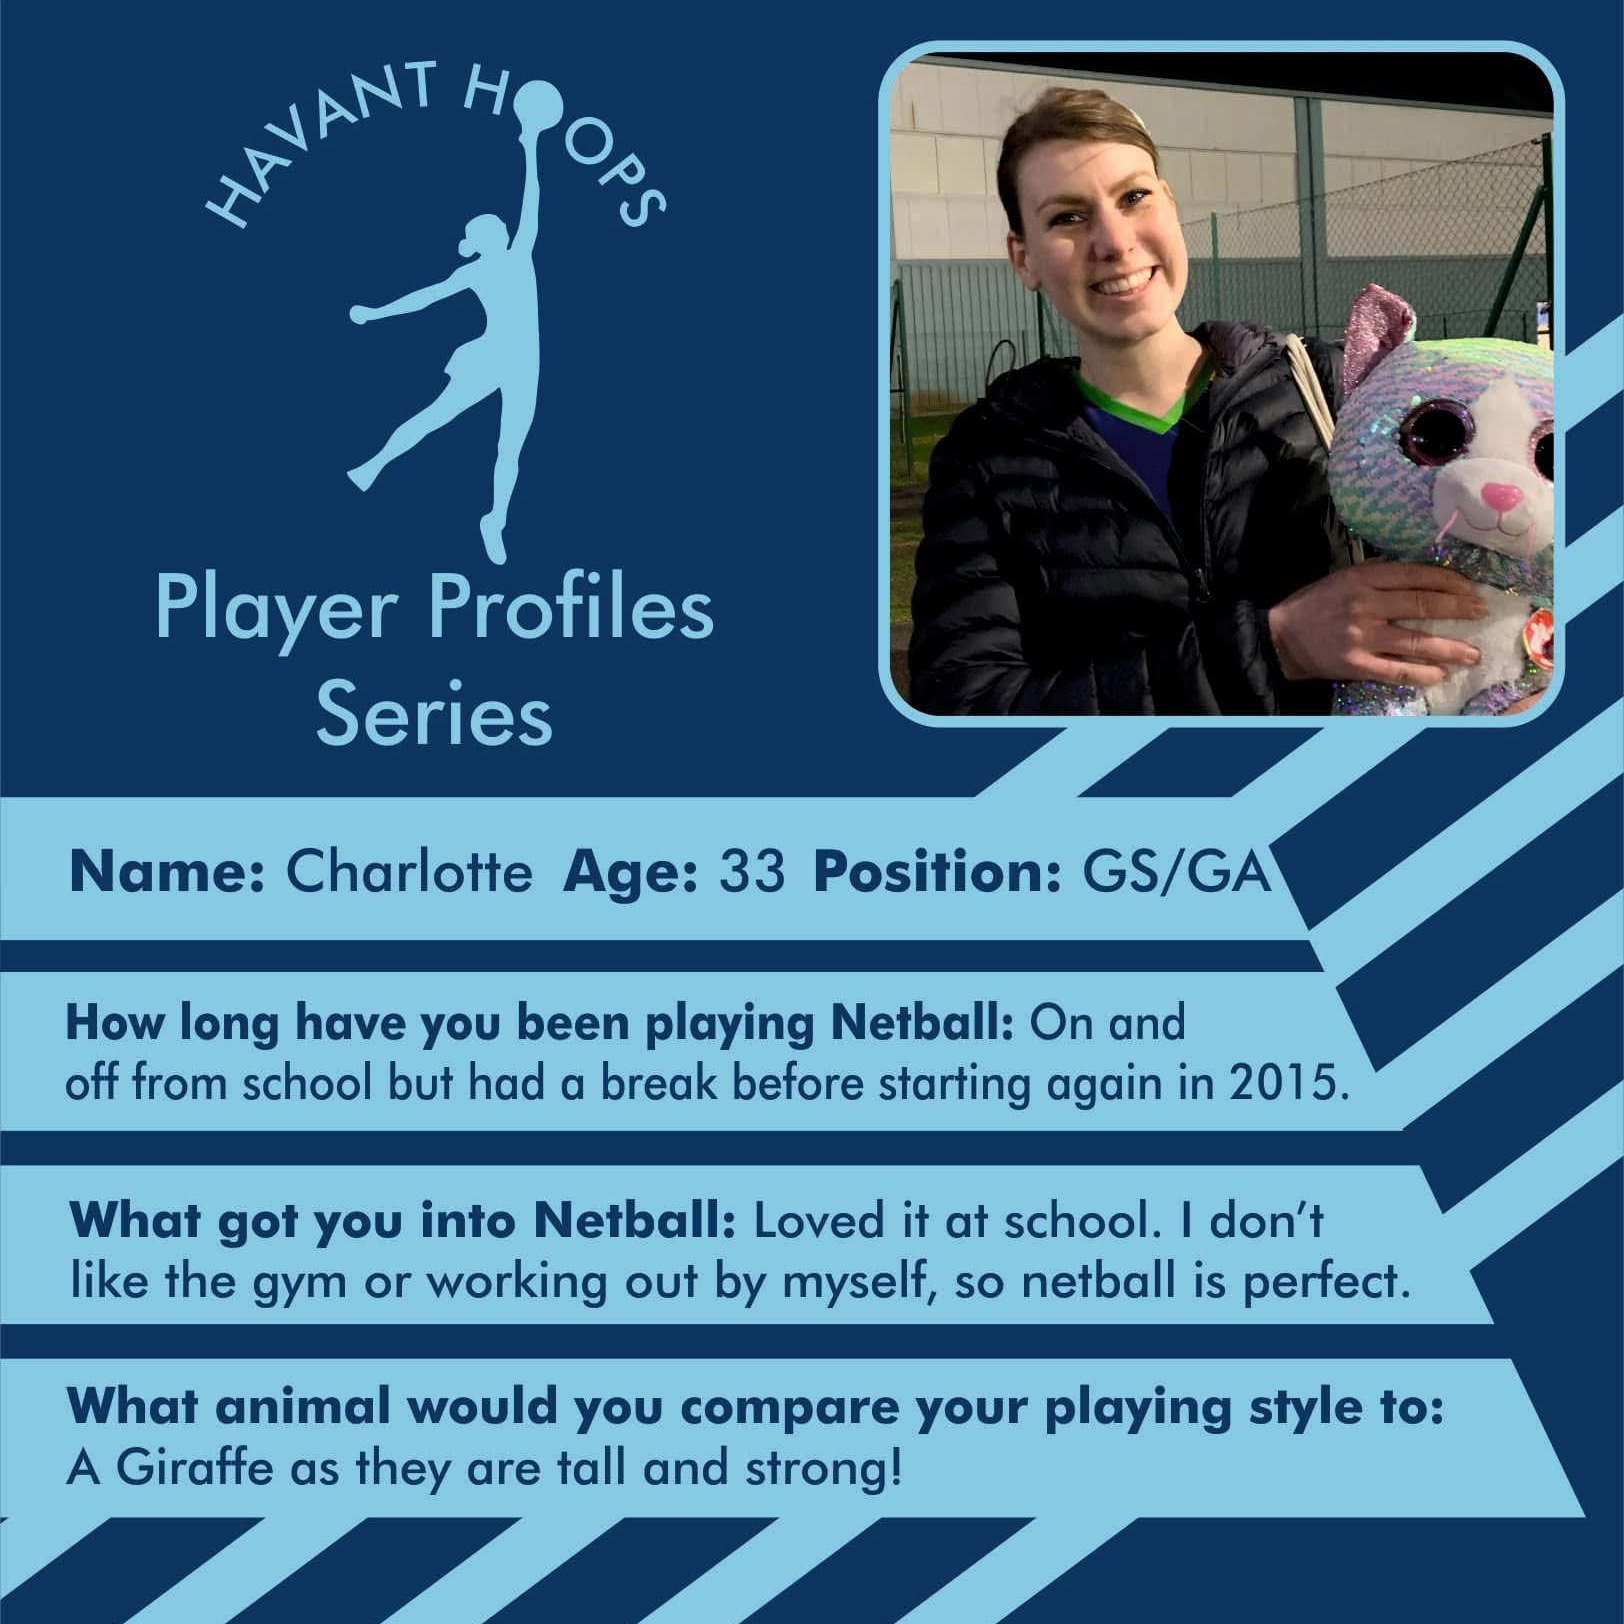 HAVANT HOOPS
Player Profiles
Series
Name: Charlotte Age: 33 Position: GS/GA
How long have you been playing Netball: On and
off from school but had a break before starting again in 2015.
What got you into Netball: Loved it at school. I don’t
like the gym or working out by myself, so netball is perfect.
What animal would you compare your playing style to:
A Giraffe as they are tall and strong!